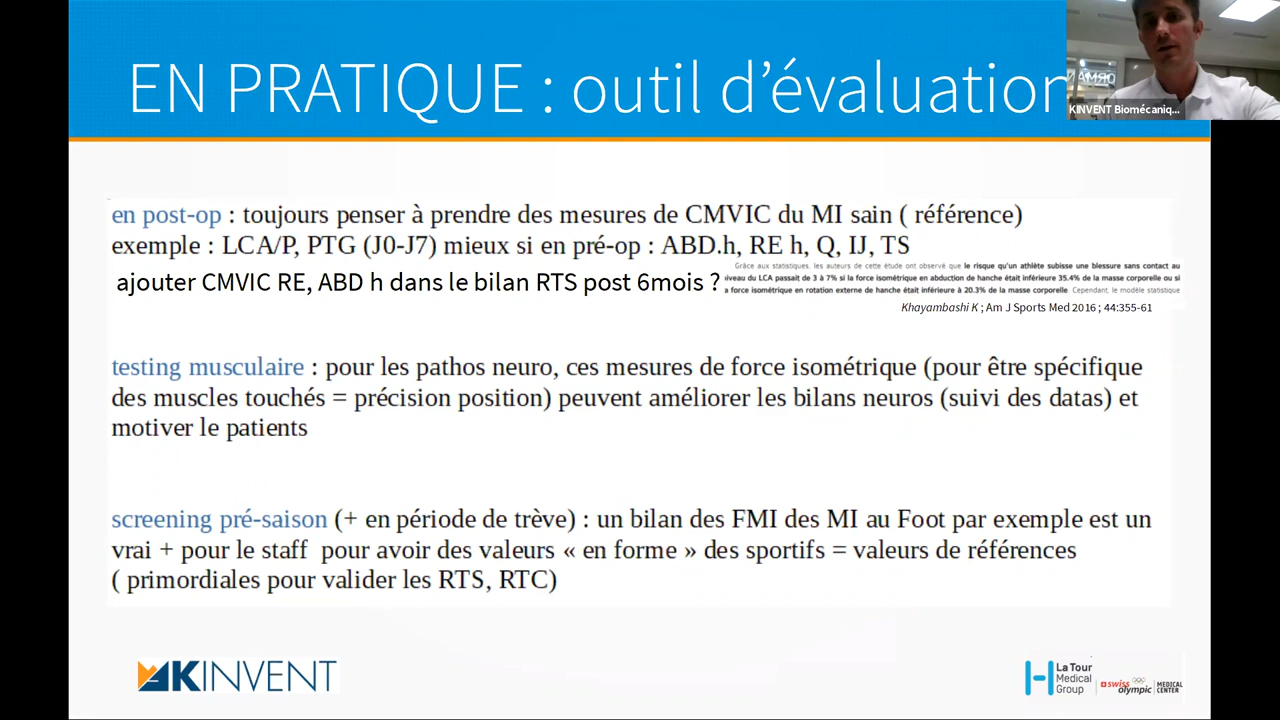 EN PRATIQUE : outil d’évaluation
KINVENT Biomécaniq...
en post-op : toujours penser à prendre des mesures de CMVIC du MI sain ( référence)
exemple : LCA/P, PTG (J0-J7) mieux si en pré-op : ABD.h, RE h, Q, IJ, TS
ajouter CMVIC RE, ABD h dans le bilan RTS post 6mois ?
Grâce aux statistiques, les auteurs de cette étude ont observé que le risque qu'un athlète subisse une blessure sans contact au
niveau du LCA passait de 3 à 7% si la force isométrique en abduction de hanche était inférieure 35.4% de la masse corporelle ou si
la force isométrique en rotation externe de hanche était inférieure à 20.3% de la masse corporelle. Cependant, le modèle statistique
Khayambashi K ; Am J Sports Med 2016 ; 44:355-61
testing musculaire : pour les pathos neuro, ces mesures de force isométrique (pour être spécifique
des muscles touchés = précision position) peuvent améliorer les bilans neuros (suivi des datas) et
motiver le patients
screening pré-saison (+ en période de trève) : un bilan des FMI des MI au Foot par exemple est un
vrai + pour le staff pour avoir des valeurs « en forme » des sportifs = valeurs de références
( primordiales pour valider les RTS, RTC)
KINVENT
La Tour
Medical
Group
swiss
olympic
MEDICAL
CENTER